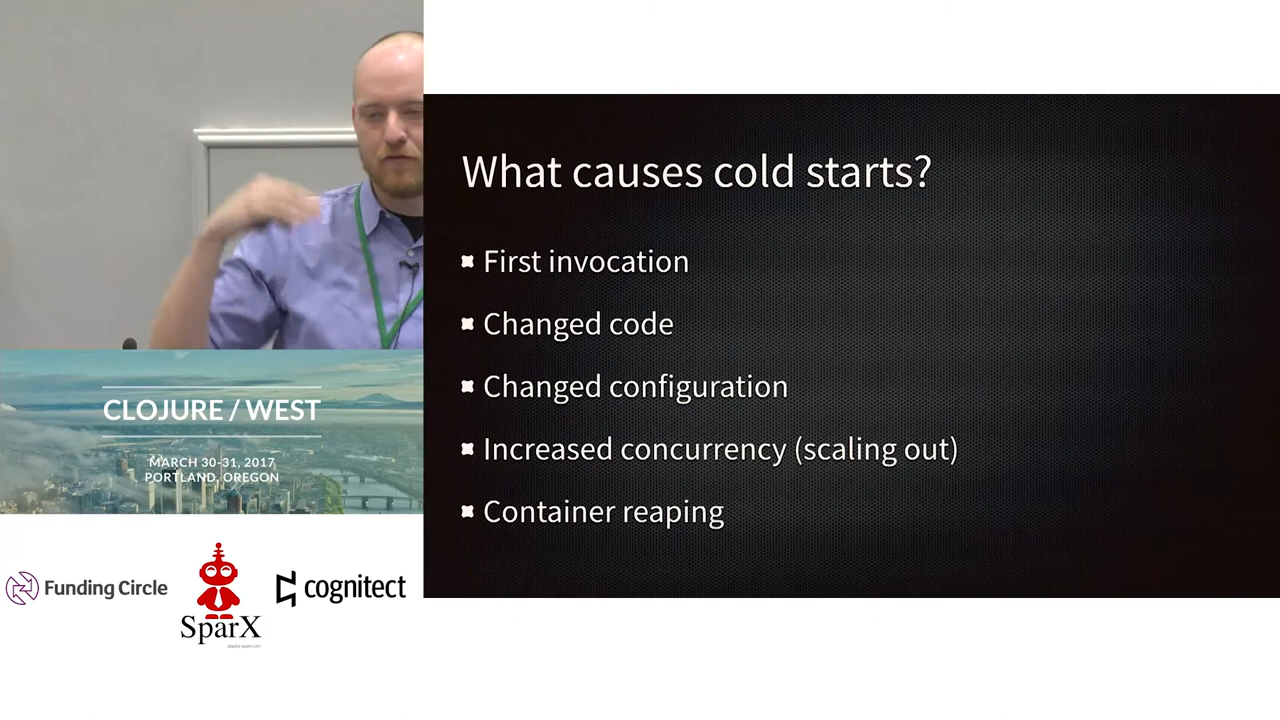 What causes cold starts?
First invocation
Changed code
Changed configuration
Increased concurrency (scaling out)
Container reaping
CLOJURE / WEST
MARCH 30-31, 2017
PORTLAND, OREGON
Funding Circle
SparX
cognitect